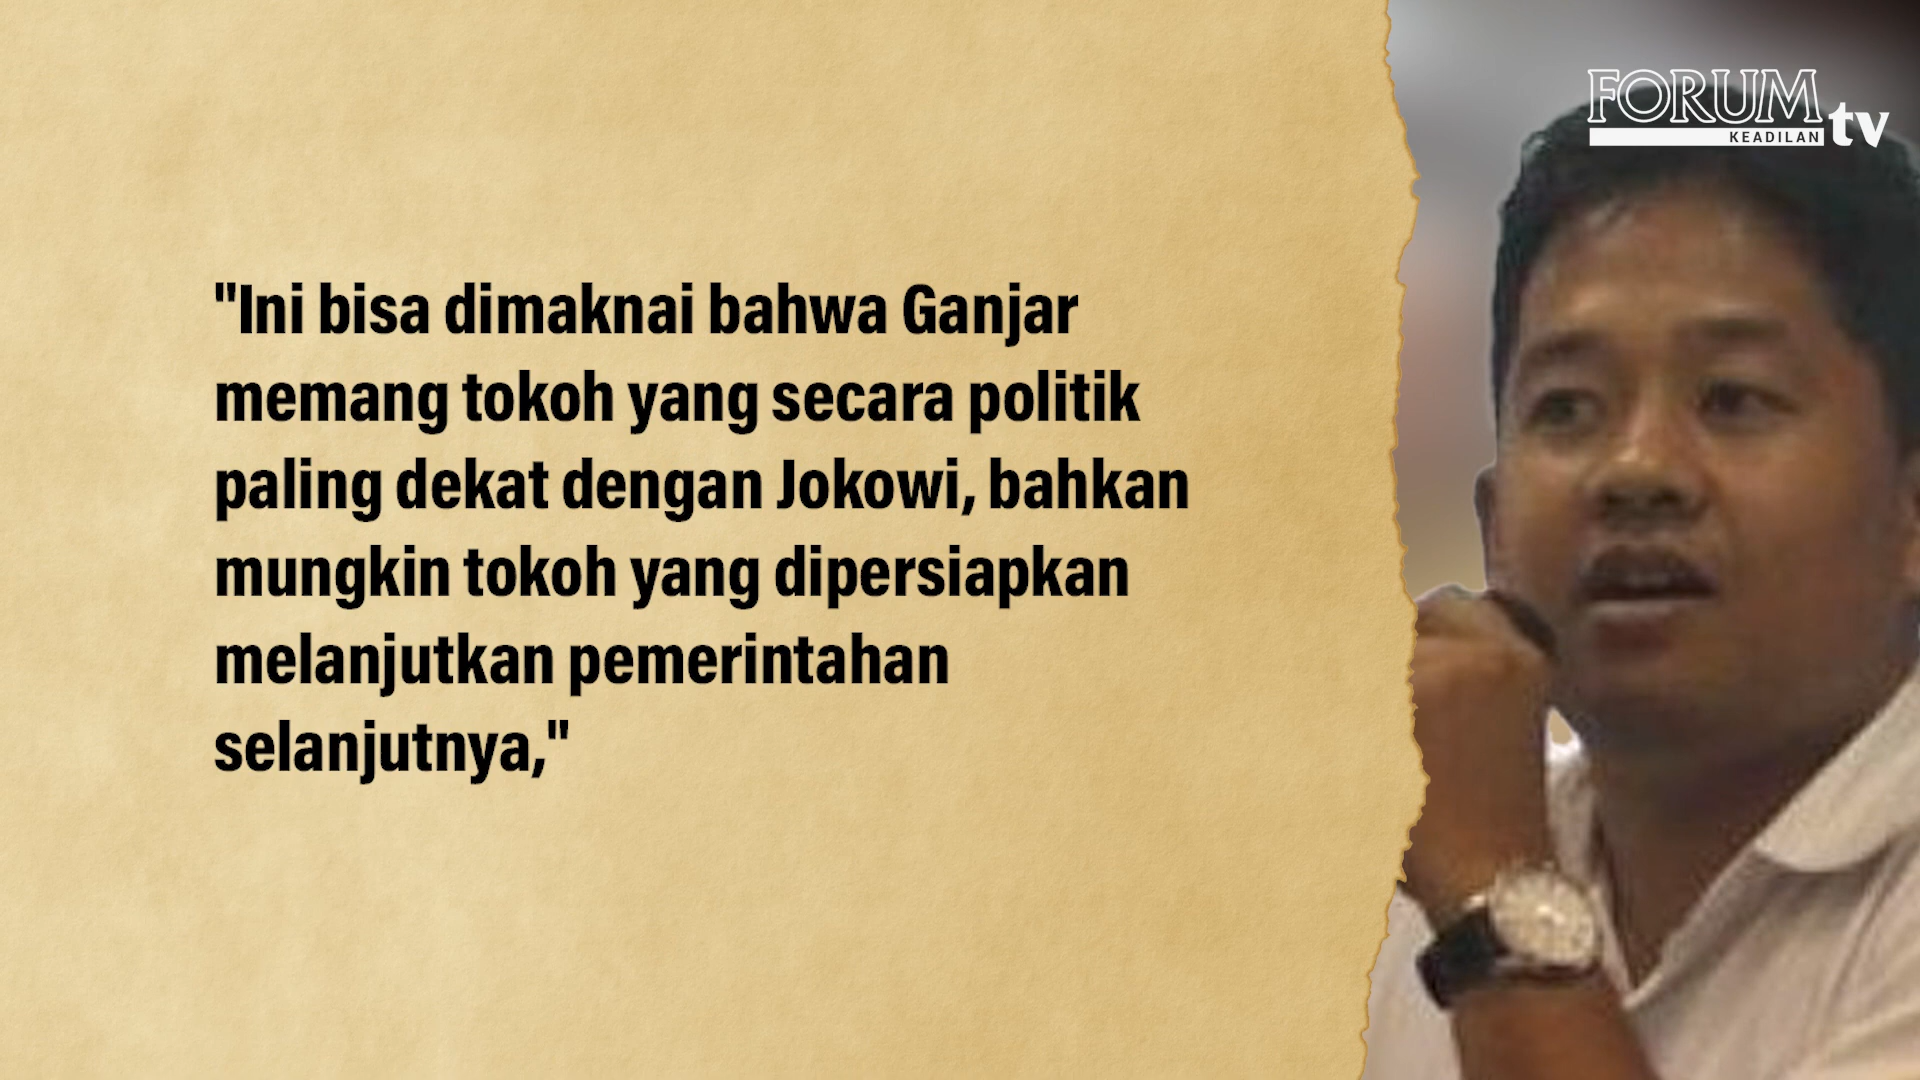 FORUM
KEADILAN
tv
"Ini bisa dimaknai bahwa Ganjar
memang tokoh yang secara politik
paling dekat dengan Jokowi, bahkan
mungkin tokoh yang dipersiapkan
melanjutkan pemerintahan
selanjutnya,"